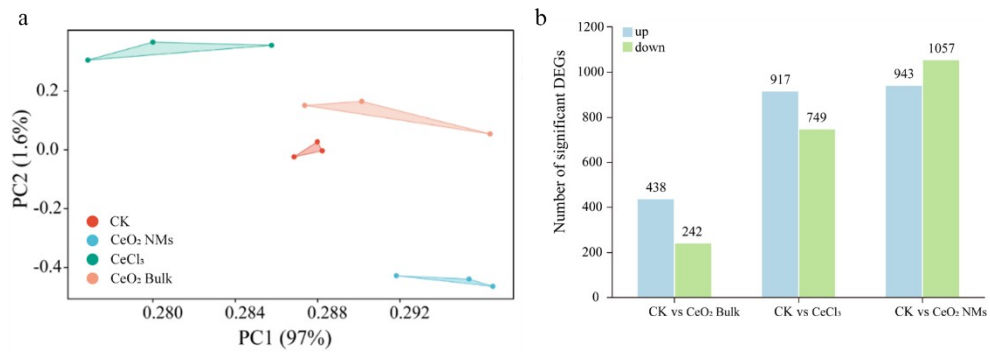 a
PC2 (1.6%)
0.2
0.0
-0.2
-0.4
CK
CeO₂ NMs
CeCl₃
CeO₂ Bulk
0.280 0.284 0.288 0.292
PC1 (97%)
b
Number of significant DEGs
1200
1000
800
600
400
200
0
up
down
438
242
917
749
943
1057
CK vs CeO₂ Bulk CK vs CeCl₃ CK vs CeO₂ NMs